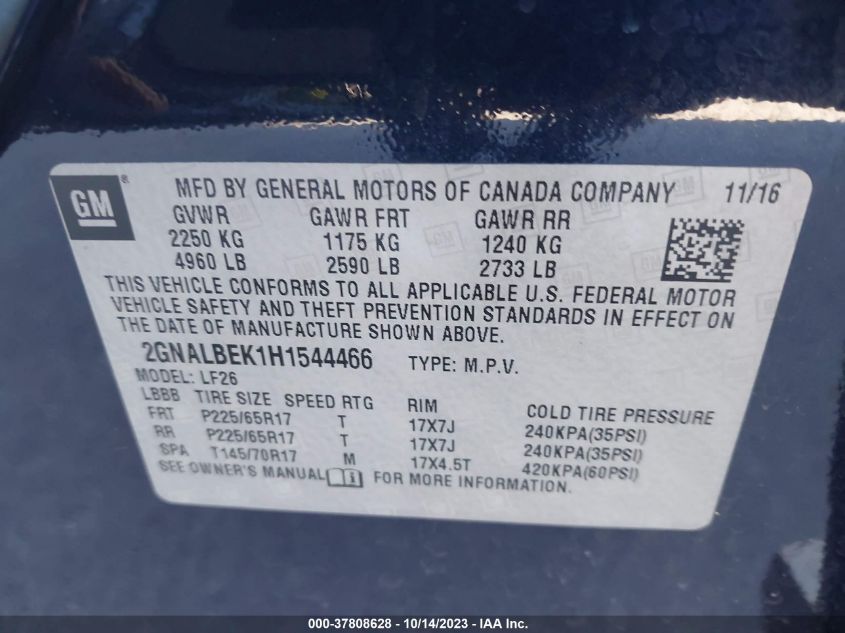 GM ® MFD BY GENERAL MOTORS OF CANADA COMPANY 11/16
GVWR GAWR FRT GAWR RR
2250 KG 1175 KG 1240 KG
4960 LB 2590 LB 2733 LB
THIS VEHICLE CONFORMS TO ALL APPLICABLE U.S. FEDERAL MOTOR
VEHICLE SAFETY AND THEFT PREVENTION STANDARDS IN EFFECT ON
THE DATE OF MANUFACTURE SHOWN ABOVE.
2GNALBEK1H1544466 TYPE: M.P.V.
MODEL: LF26
LBBB TIRE SIZE SPEED RTG RIM COLD TIRE PRESSURE
FRT P225/65R17 T 17X7J 240KPA(35PSI)
RR P225/65R17 T 17X7J 240KPA(35PSI)
SPA T145/70R17 M 17X4.5T 420KPA(60PSI)
SEE OWNER'S MANUAL i FOR MORE INFORMATION.
000-37808628 - 10/14/2023 - IAA Inc.